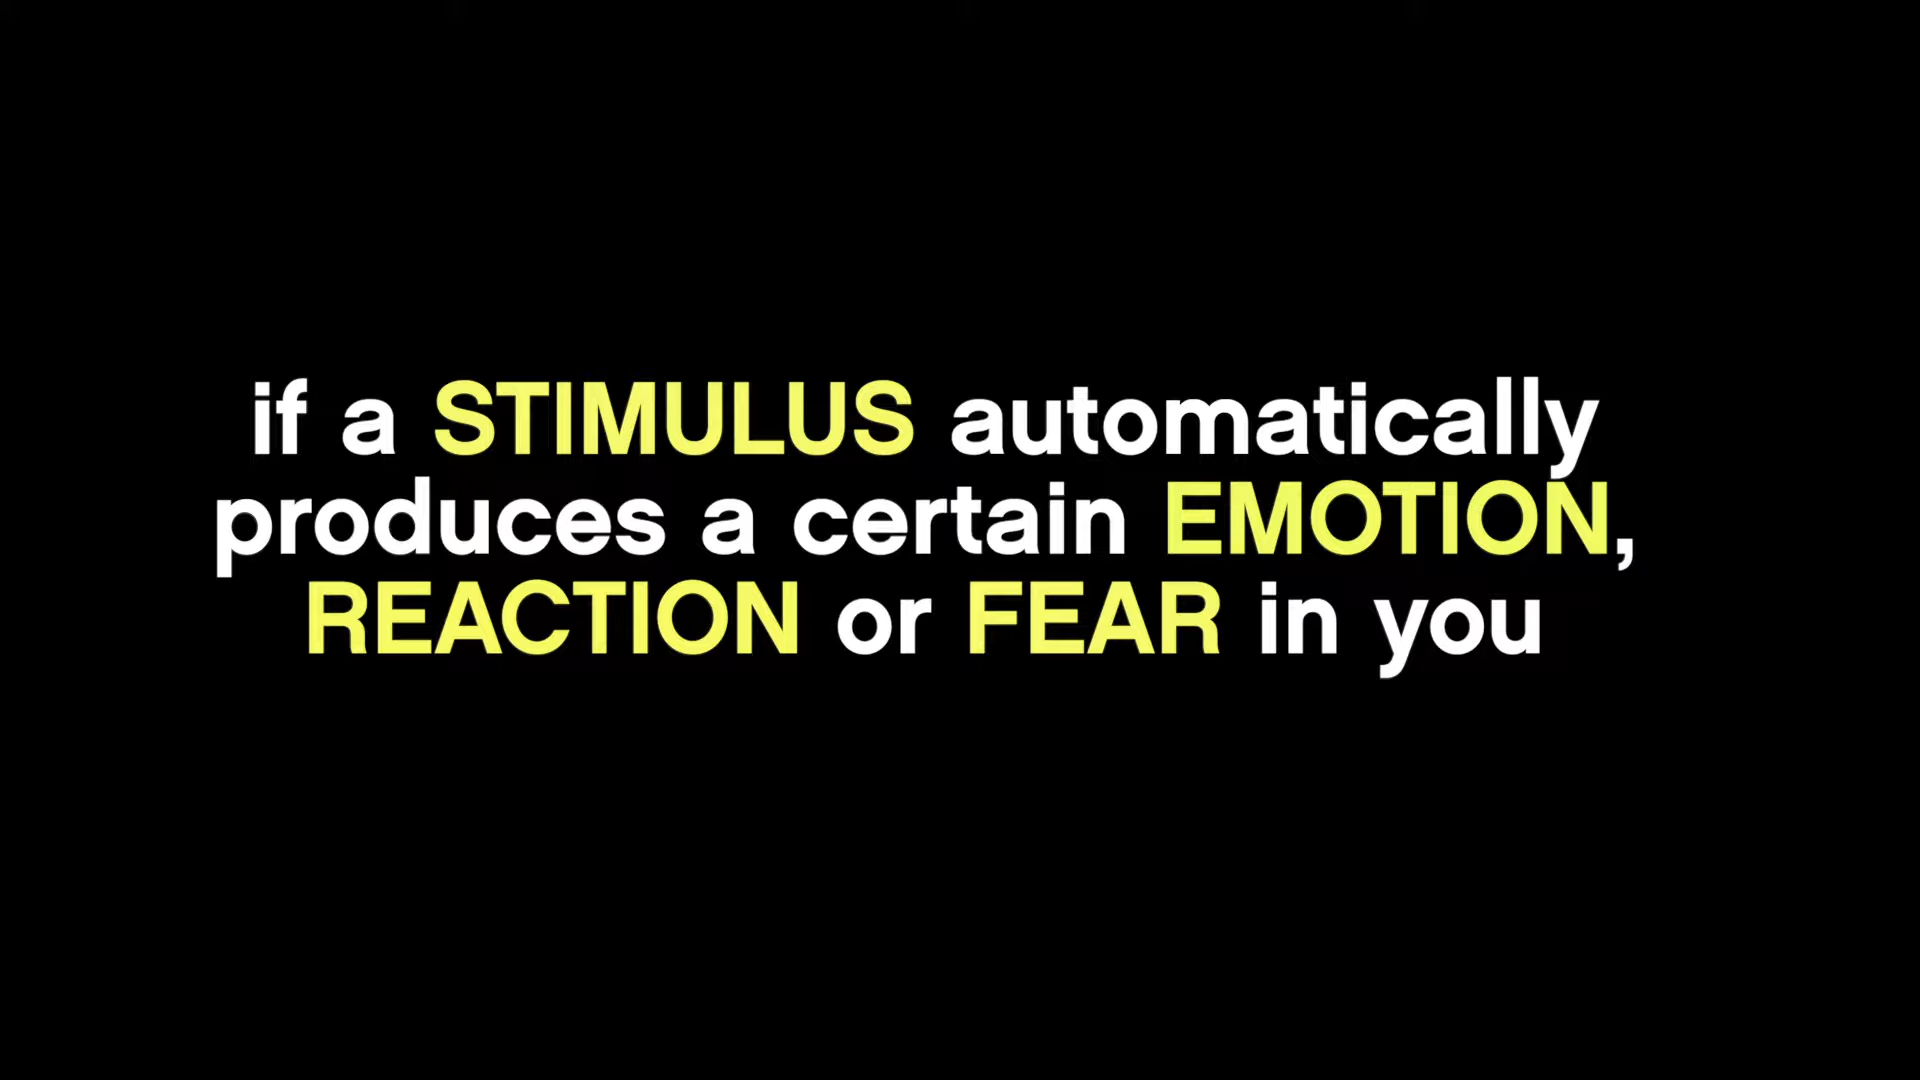 if a STIMULUS automatically
produces a certain EMOTION,
REACTION or FEAR in you